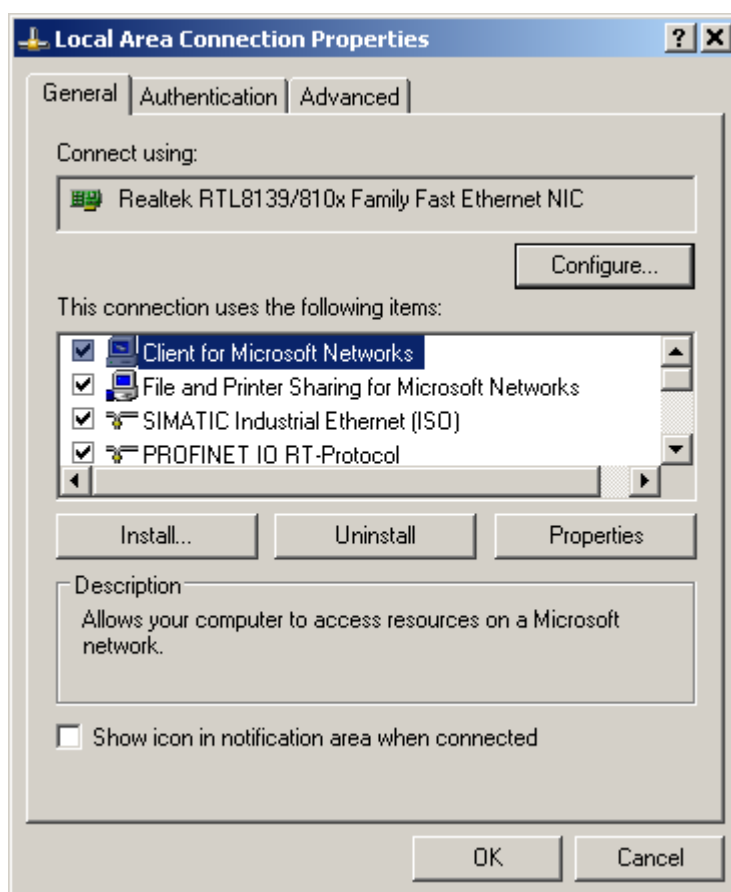 Local Area Connection Properties
General Authentication Advanced
Connect using:
Realtek RTL8139/810x Family Fast Ethernet NIC
Configure...
This connection uses the following items:
Client for Microsoft Networks
File and Printer Sharing for Microsoft Networks
SIMATIC Industrial Ethernet (ISO)
PROFINET IO RT-Protocol
Install... Uninstall Properties
Description
Allows your computer to access resources on a Microsoft
network.
Show icon in notification area when connected
OK Cancel